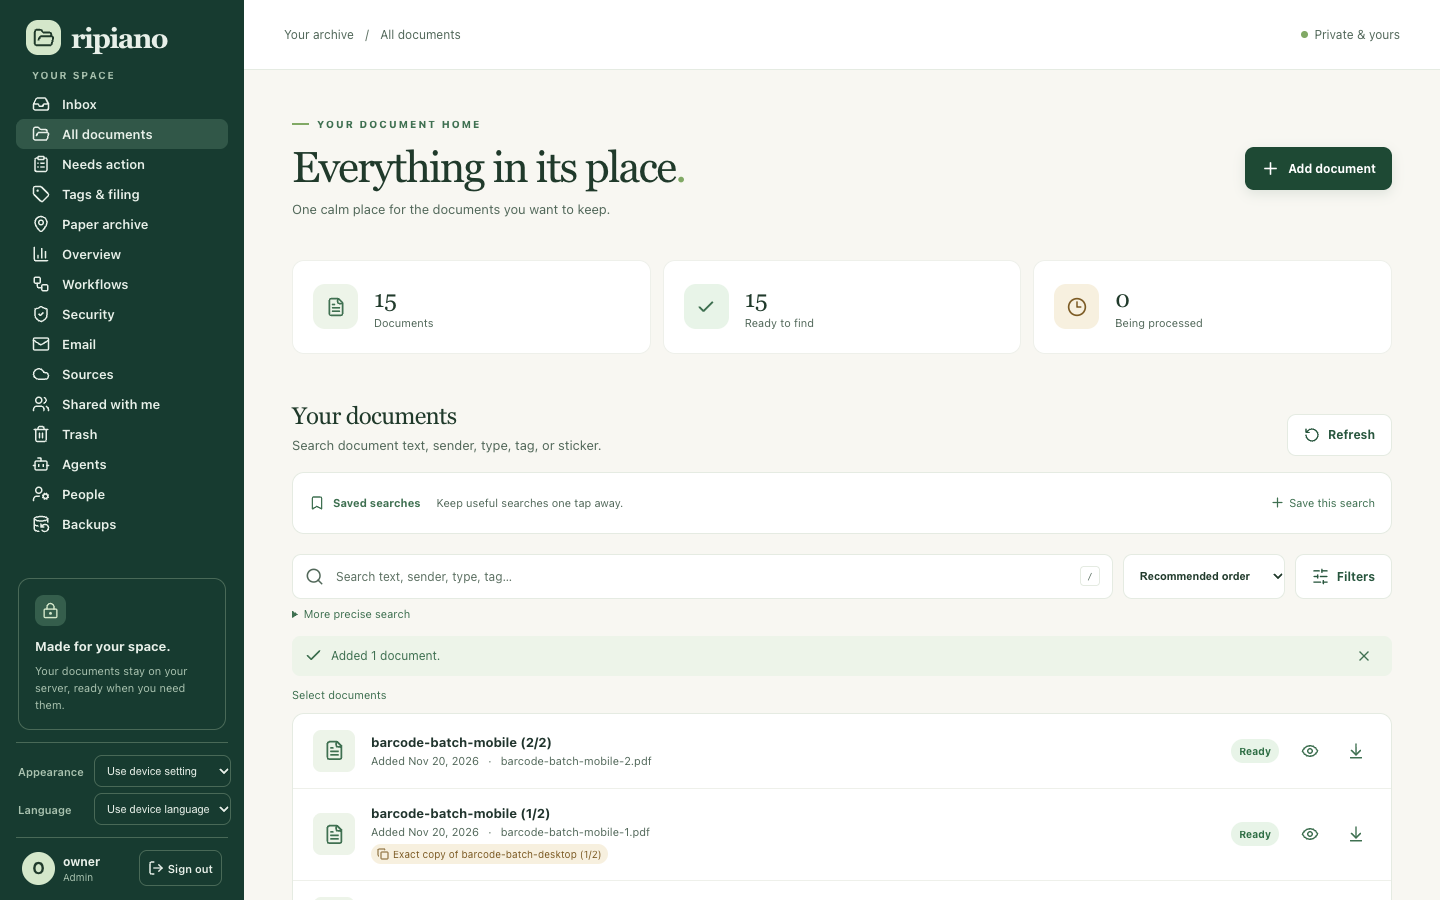 ripiano
YOUR SPACE
Inbox
All documents
Needs action
Tags & filing
Paper archive
Overview
Workflows
Security
Email
Sources
Shared with me
Trash
Agents
People
Backups
Made for your space.
Your documents stay on your
server, ready when you need
them.
Appearance Use device setting
Language Use device language
O owner
Admin
Sign out
Your archive / All documents
Private & yours
YOUR DOCUMENT HOME
Everything in its place.
One calm place for the documents you want to keep.
Add document
15
Documents
15
Ready to find
0
Being processed
Your documents
Search document text, sender, type, tag, or sticker.
Refresh
Saved searches Keep useful searches one tap away.
Save this search
Search text, sender, type, tag... /
Recommended order
Filters
More precise search
Added 1 document.
Select documents
barcode-batch-mobile (2/2)
Added Nov 20, 2026 · barcode-batch-mobile-2.pdf
Ready
barcode-batch-mobile (1/2)
Added Nov 20, 2026 · barcode-batch-mobile-1.pdf
Exact copy of barcode-batch-desktop (1/2)
Ready